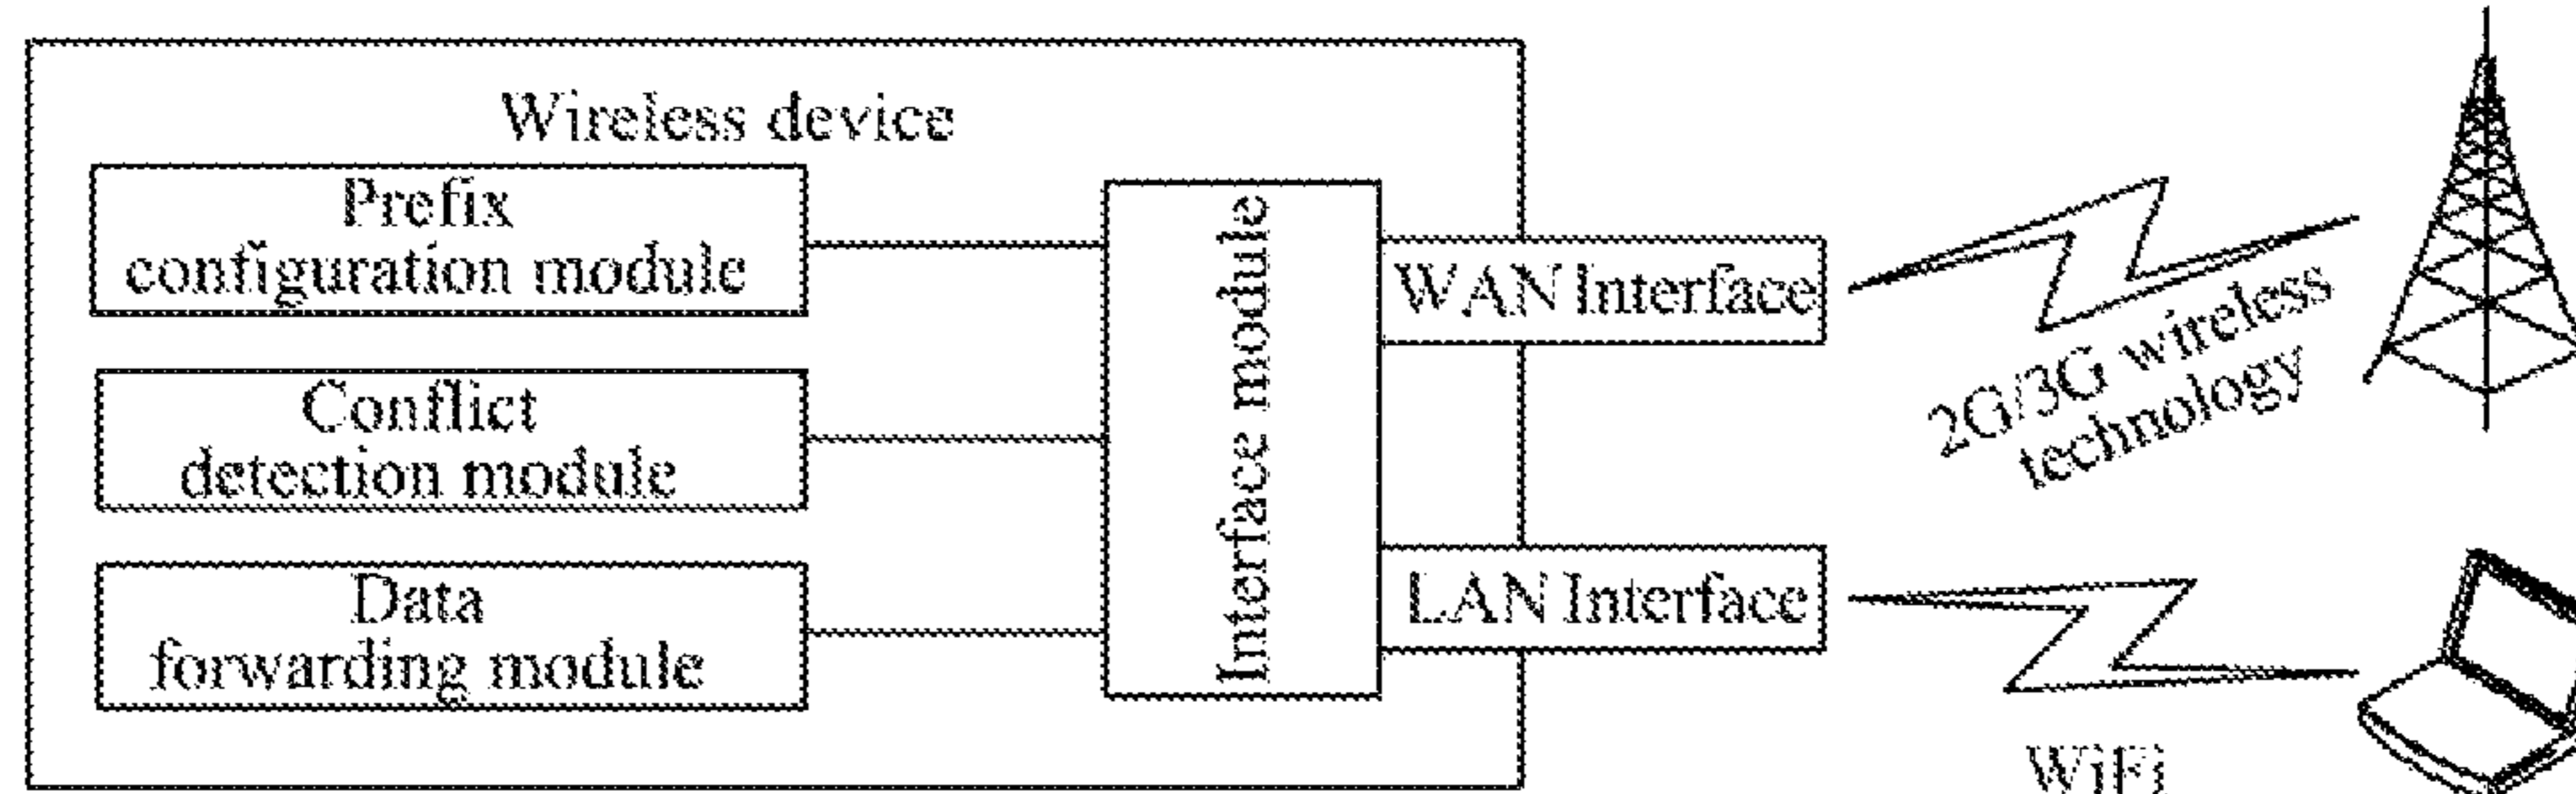 Wireless device
Prefix
configuration module
Conflict
detection module
Data
forwarding module
Interface module
WAN Interface
LAN Interface
2G/3G wireless
technology
WiFi